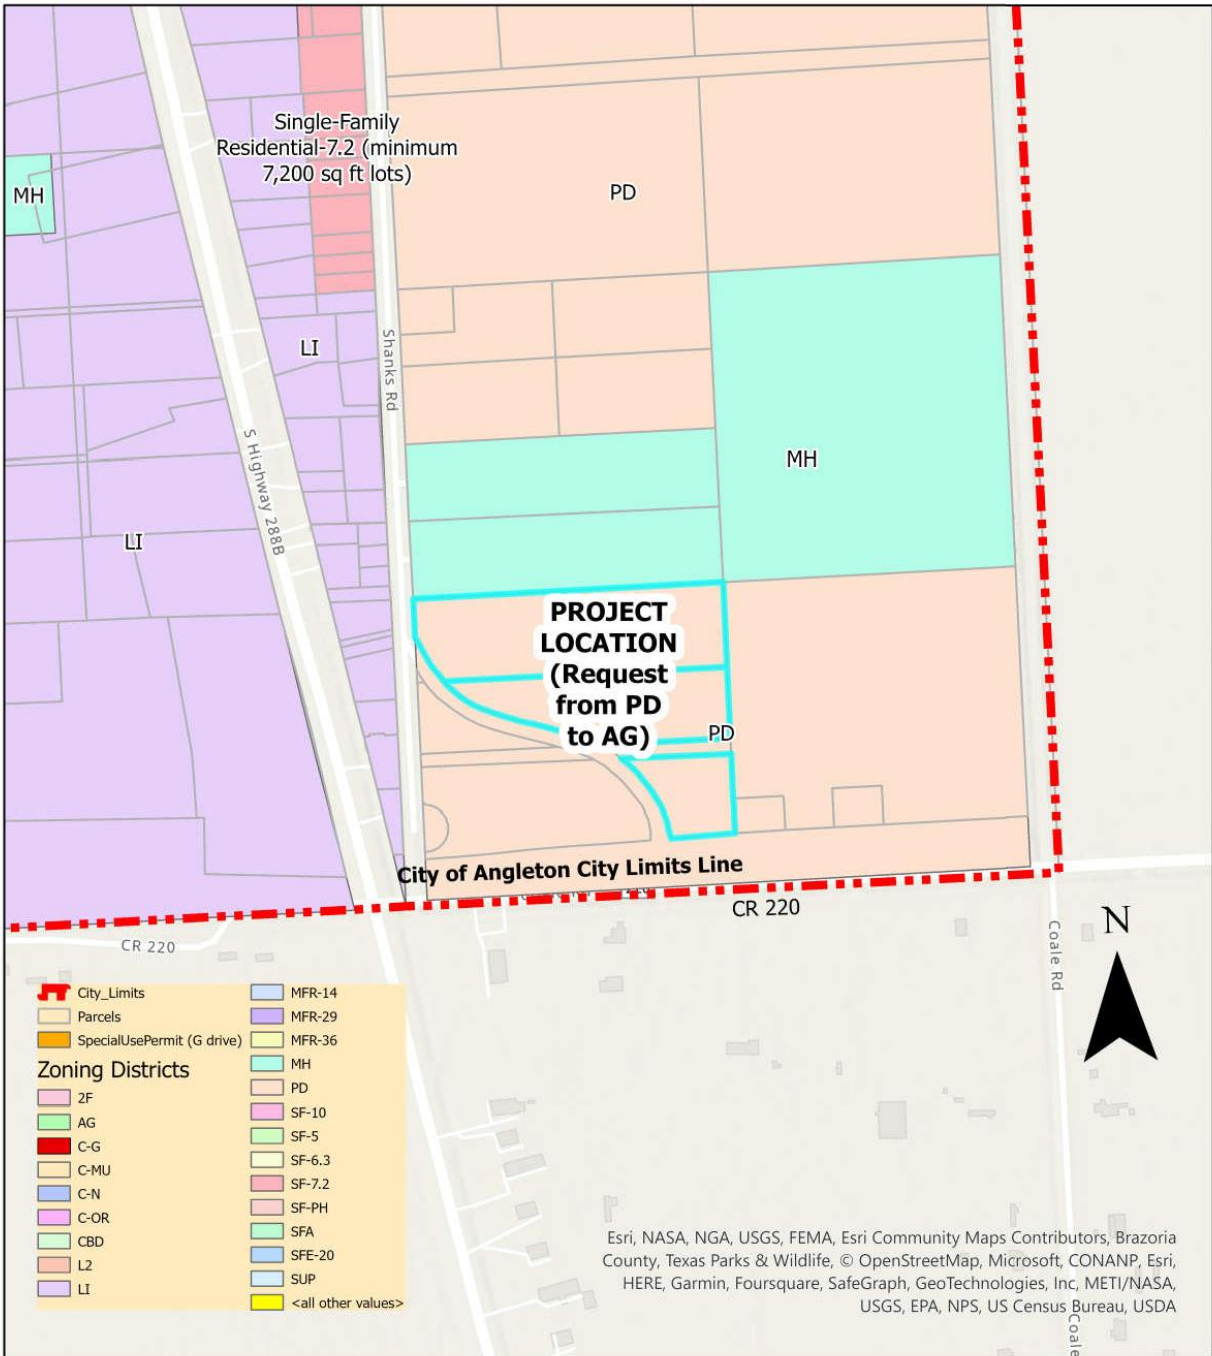 Single-Family
Residential-7.2 (minimum
7,200 sq ft lots)
MH
PD
Shanks Rd
LI
S Highway 288B
MH
LI
PROJECT
LOCATION
(Request
from PD
to AG)
PD
City of Angleton City Limits Line
CR 220
CR 220
Coale Rd
N
City_Limits
Parcels
SpecialUsePermit (G drive)
Zoning Districts
2F
AG
C-G
C-MU
C-N
C-OR
CBD
L2
LI
MFR-14
MFR-29
MFR-36
MH
PD
SF-10
SF-5
SF-6.3
SF-7.2
SF-PH
SFA
SFE-20
SUP
<all other values>
Esri, NASA, NGA, USGS, FEMA, Esri Community Maps Contributors, Brazoria
County, Texas Parks & Wildlife, © OpenStreetMap, Microsoft, CONANP, Esri,
HERE, Garmin, Foursquare, SafeGraph, GeoTechnologies, Inc, METI/NASA,
USGS, EPA, NPS, US Census Bureau, USDA
Coale